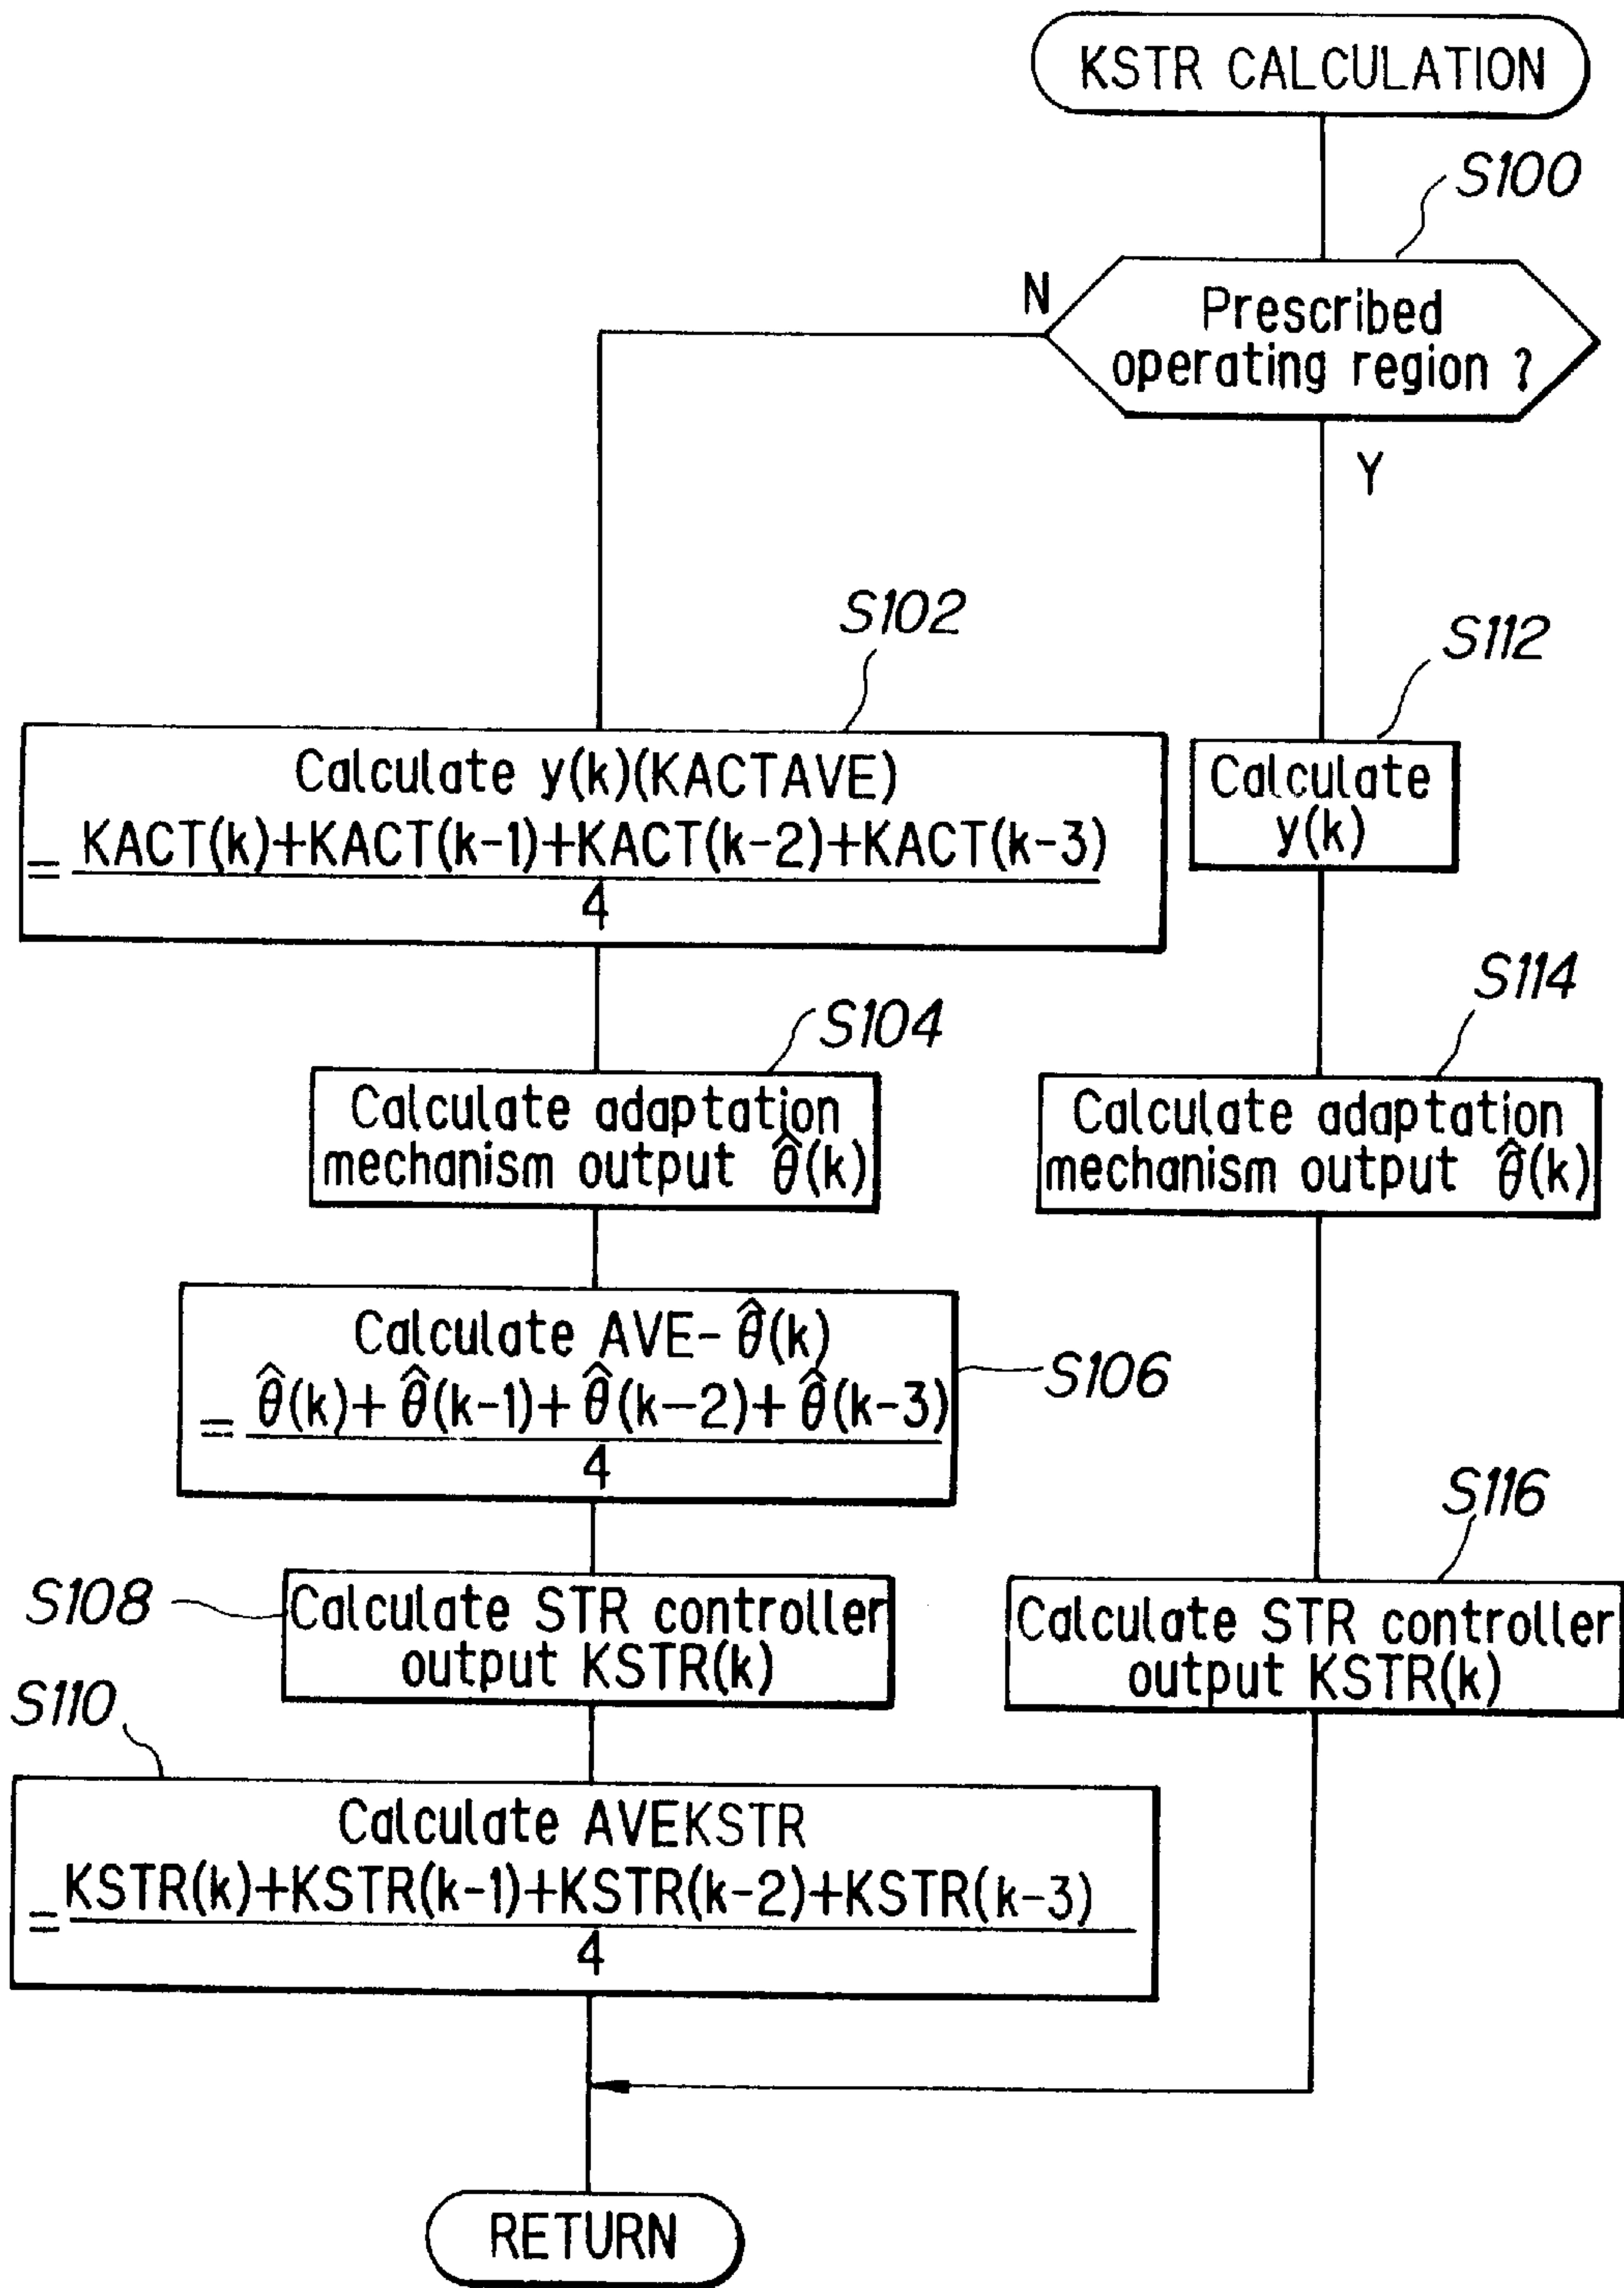 KSTR CALCULATION
S100
N
Prescribed
operating region ?
Y
S102
Calculate y(k)(KACTAVE)
= KACT(k)+KACT(k-1)+KACT(k-2)+KACT(k-3)
4
S104
Calculate adaptation
mechanism output θ̂(k)
Calculate AVE- θ̂(k)
= θ̂(k)+ θ̂(k-1)+ θ̂(k-2)+ θ̂(k-3)
4
S106
S108
Calculate STR controller
output KSTR(k)
S110
Calculate AVEKSTR
= KSTR(k)+KSTR(k-1)+KSTR(k-2)+KSTR(k-3)
4
S112
Calculate
y(k)
S114
Calculate adaptation
mechanism output θ̂(k)
S116
Calculate STR controller
output KSTR(k)
RETURN